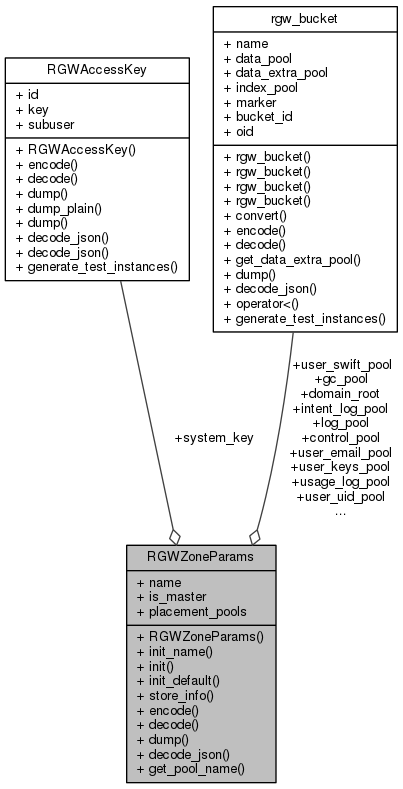 RGWAccessKey
+ id
+ key
+ subuser
+ RGWAccessKey()
+ encode()
+ decode()
+ dump()
+ dump_plain()
+ dump()
+ decode_json()
+ decode_json()
+ generate_test_instances()
rgw_bucket
+ name
+ data_pool
+ data_extra_pool
+ index_pool
+ marker
+ bucket_id
+ oid
+ rgw_bucket()
+ rgw_bucket()
+ rgw_bucket()
+ rgw_bucket()
+ convert()
+ encode()
+ decode()
+ get_data_extra_pool()
+ dump()
+ decode_json()
+ operator<()
+ generate_test_instances()
+system_key
+user_swift_pool
+gc_pool
+domain_root
+intent_log_pool
+log_pool
+control_pool
+user_email_pool
+user_keys_pool
+usage_log_pool
+user_uid_pool
...
RGWZoneParams
+ name
+ is_master
+ placement_pools
+ RGWZoneParams()
+ init_name()
+ init()
+ init_default()
+ store_info()
+ encode()
+ decode()
+ dump()
+ decode_json()
+ get_pool_name()